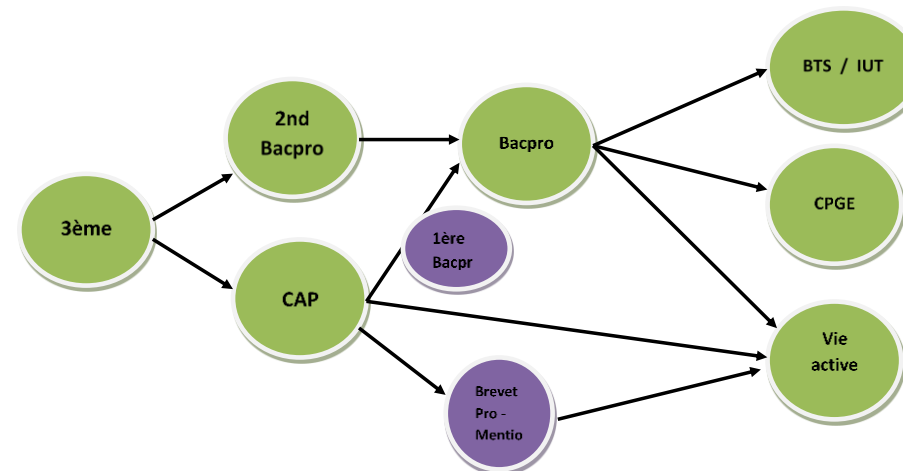 BTS / IUT
2nd
Bacpro
Bacpro
CPGE
3ème
1ère
Bacpr
CAP
Vie
active
Brevet
Pro -
Mentio